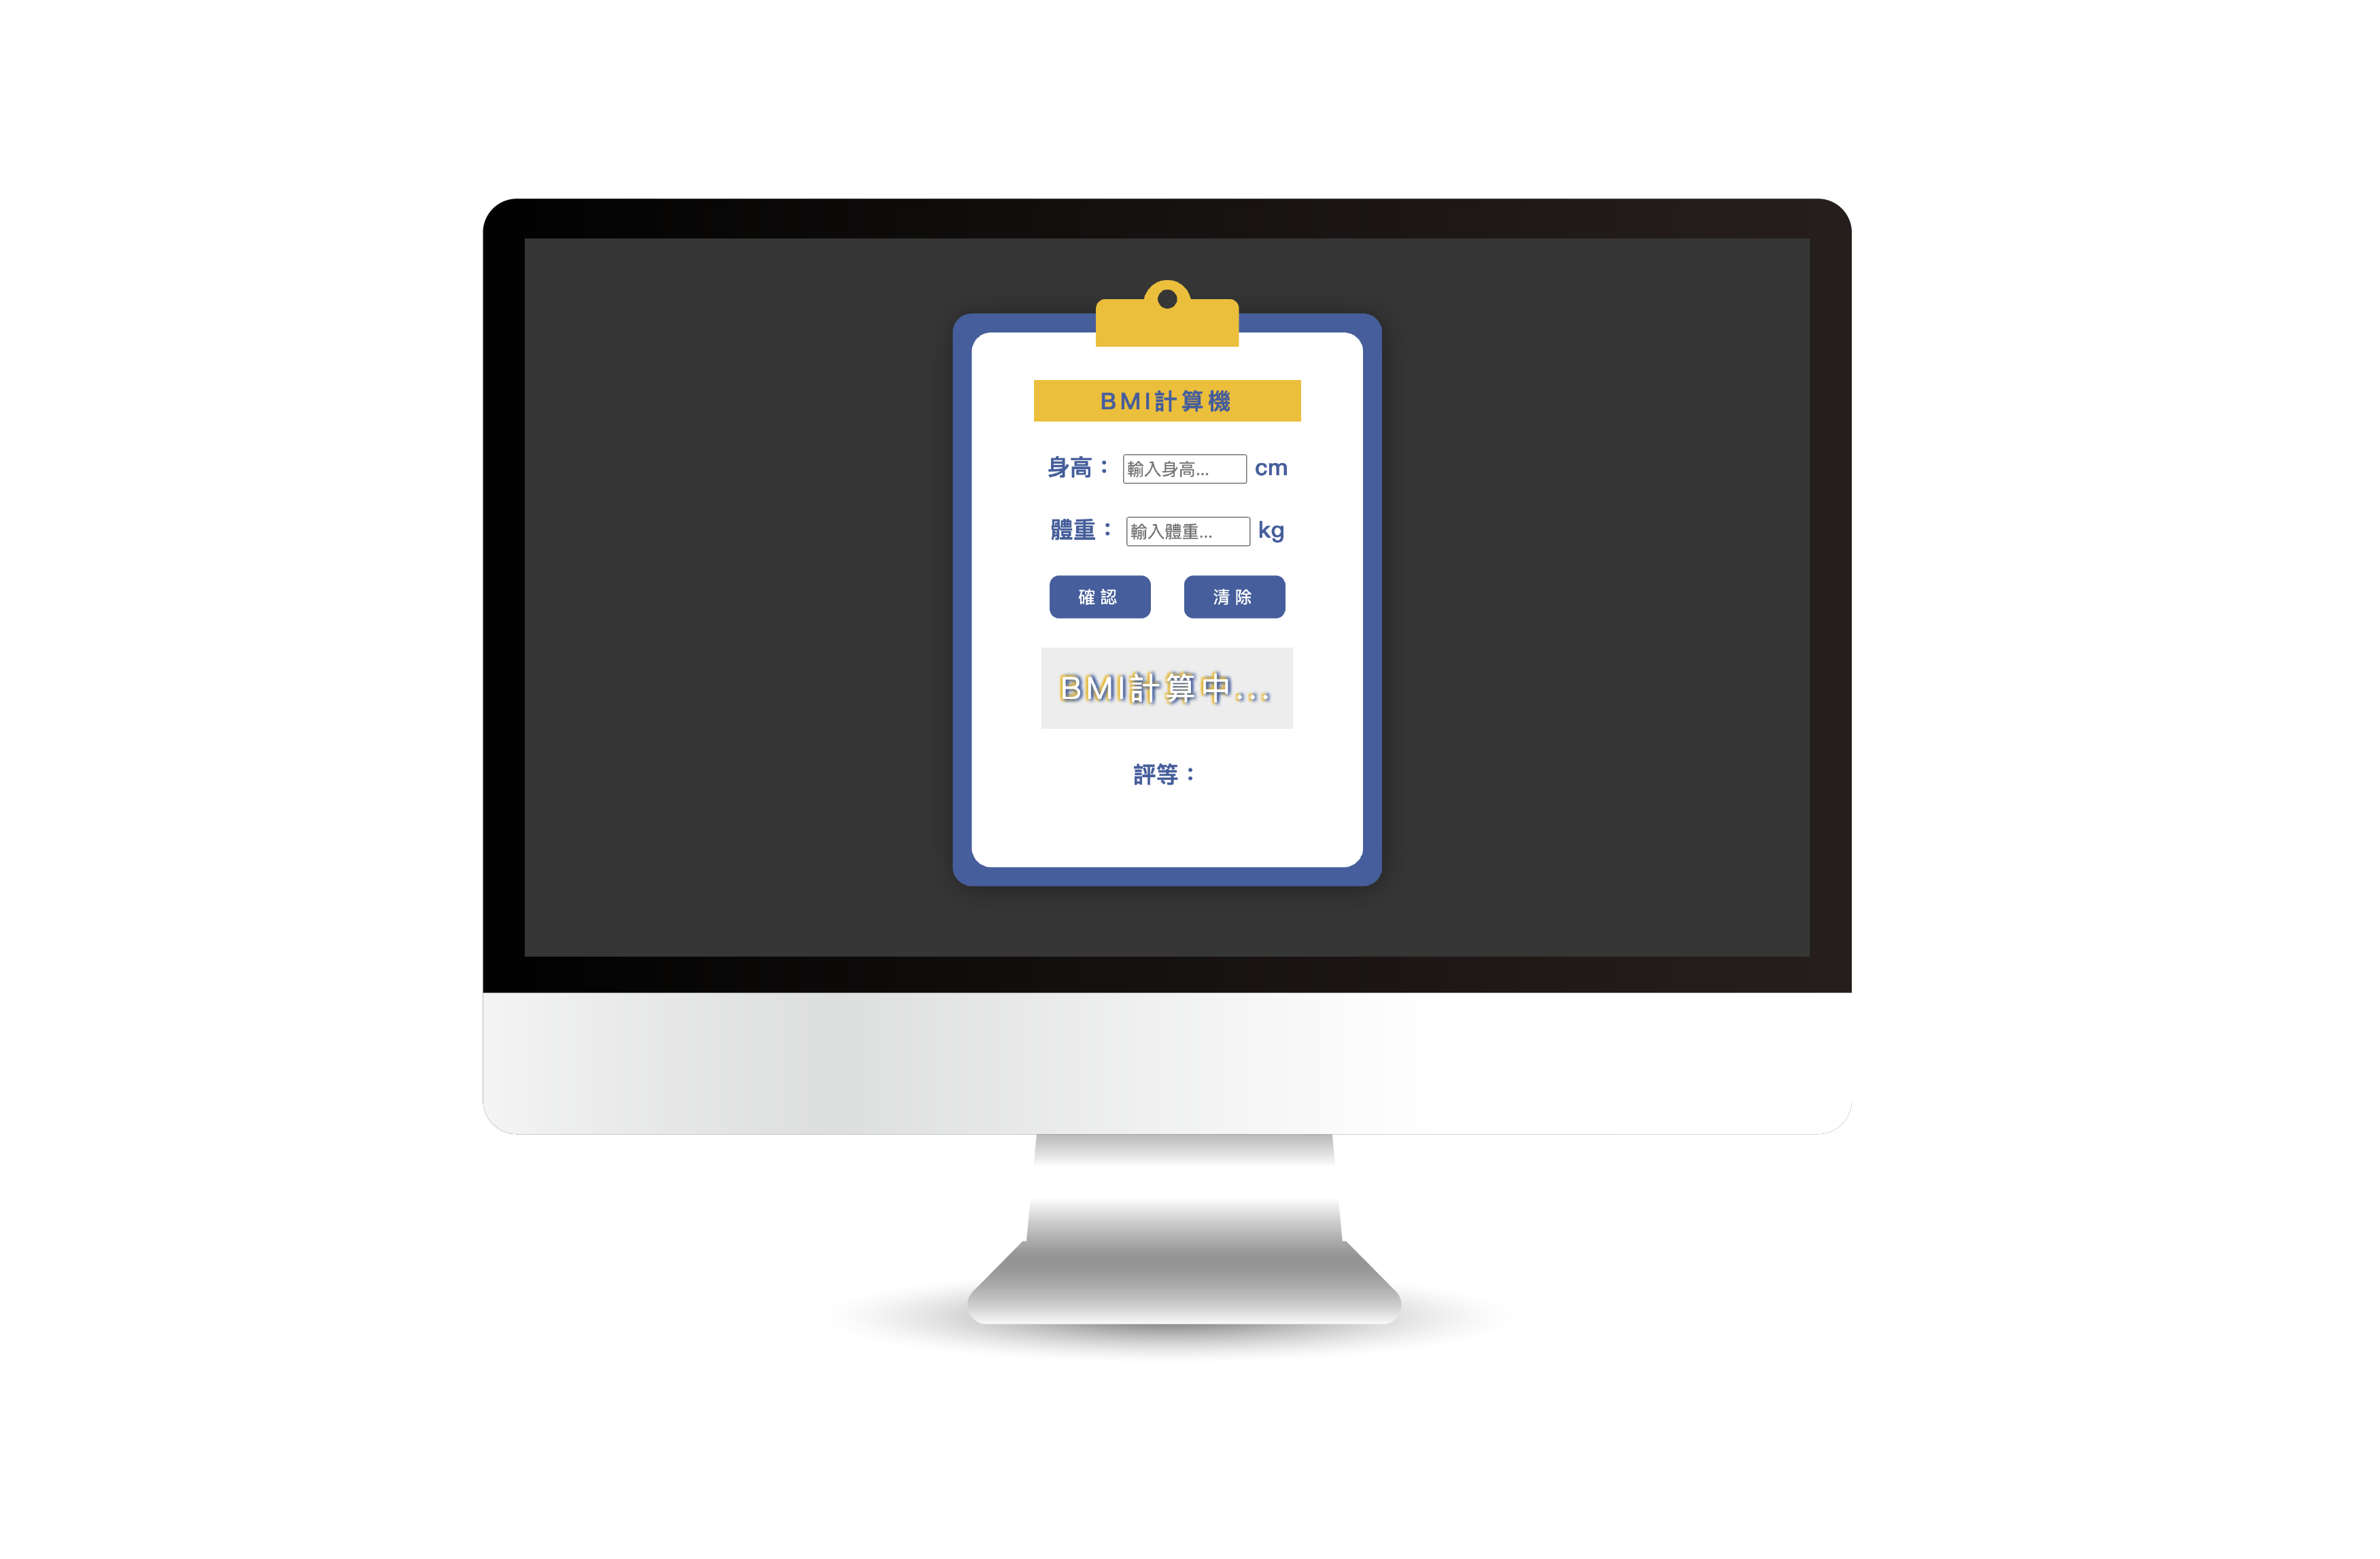 BMI計算機
身高： 輸入身高... cm
體重： 輸入體重... kg
確認 清除
BMI計算中...
評等：